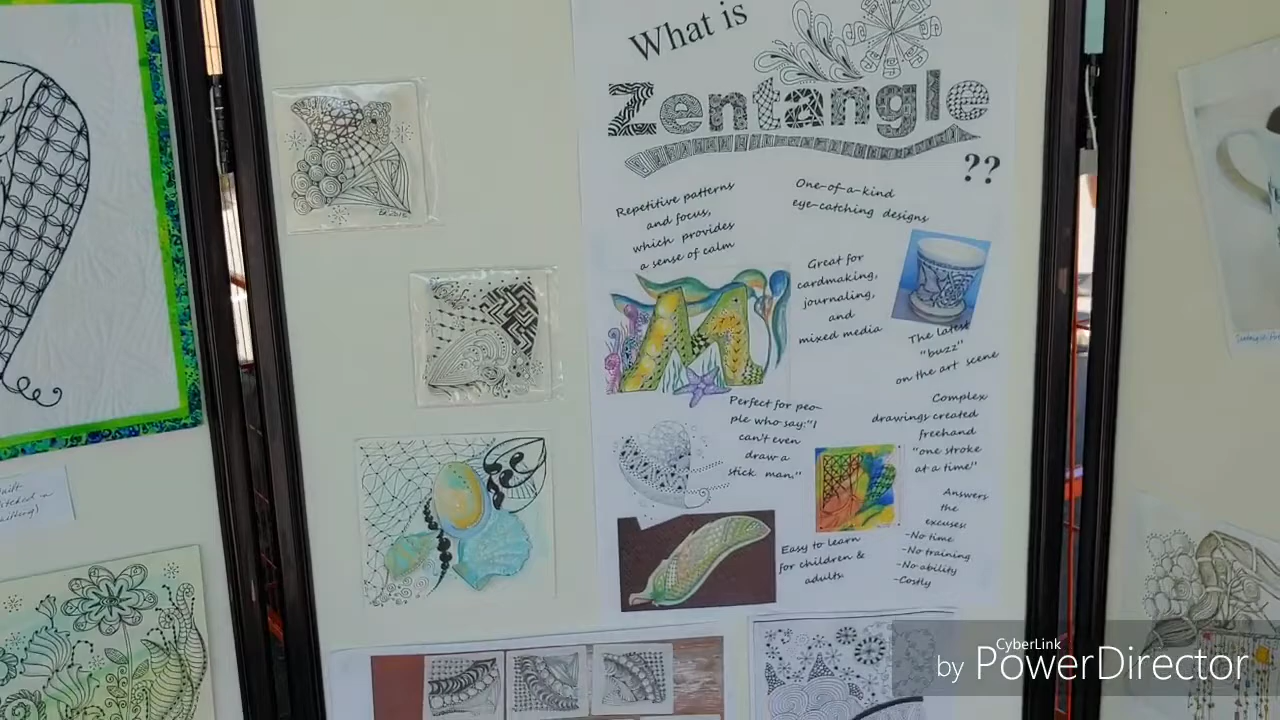 What is
Zentangle
??
Repetitive patterns
and focus,
which provides
a sense of calm
One-of-a-kind
eye-catching designs
Great for
cardmaking,
journaling,
and
mixed media
The latest
"buzz"
on the art scene
Perfect for peo-
ple who say:"I
can't even
draw a
stick man."
Complex
drawings created
freehand
"one stroke
at a time"
Easy to learn
for children &
adults.
Answers
the
excuses:
-No time
-No training
-No ability
-Costly
CyberLink
by PowerDirector